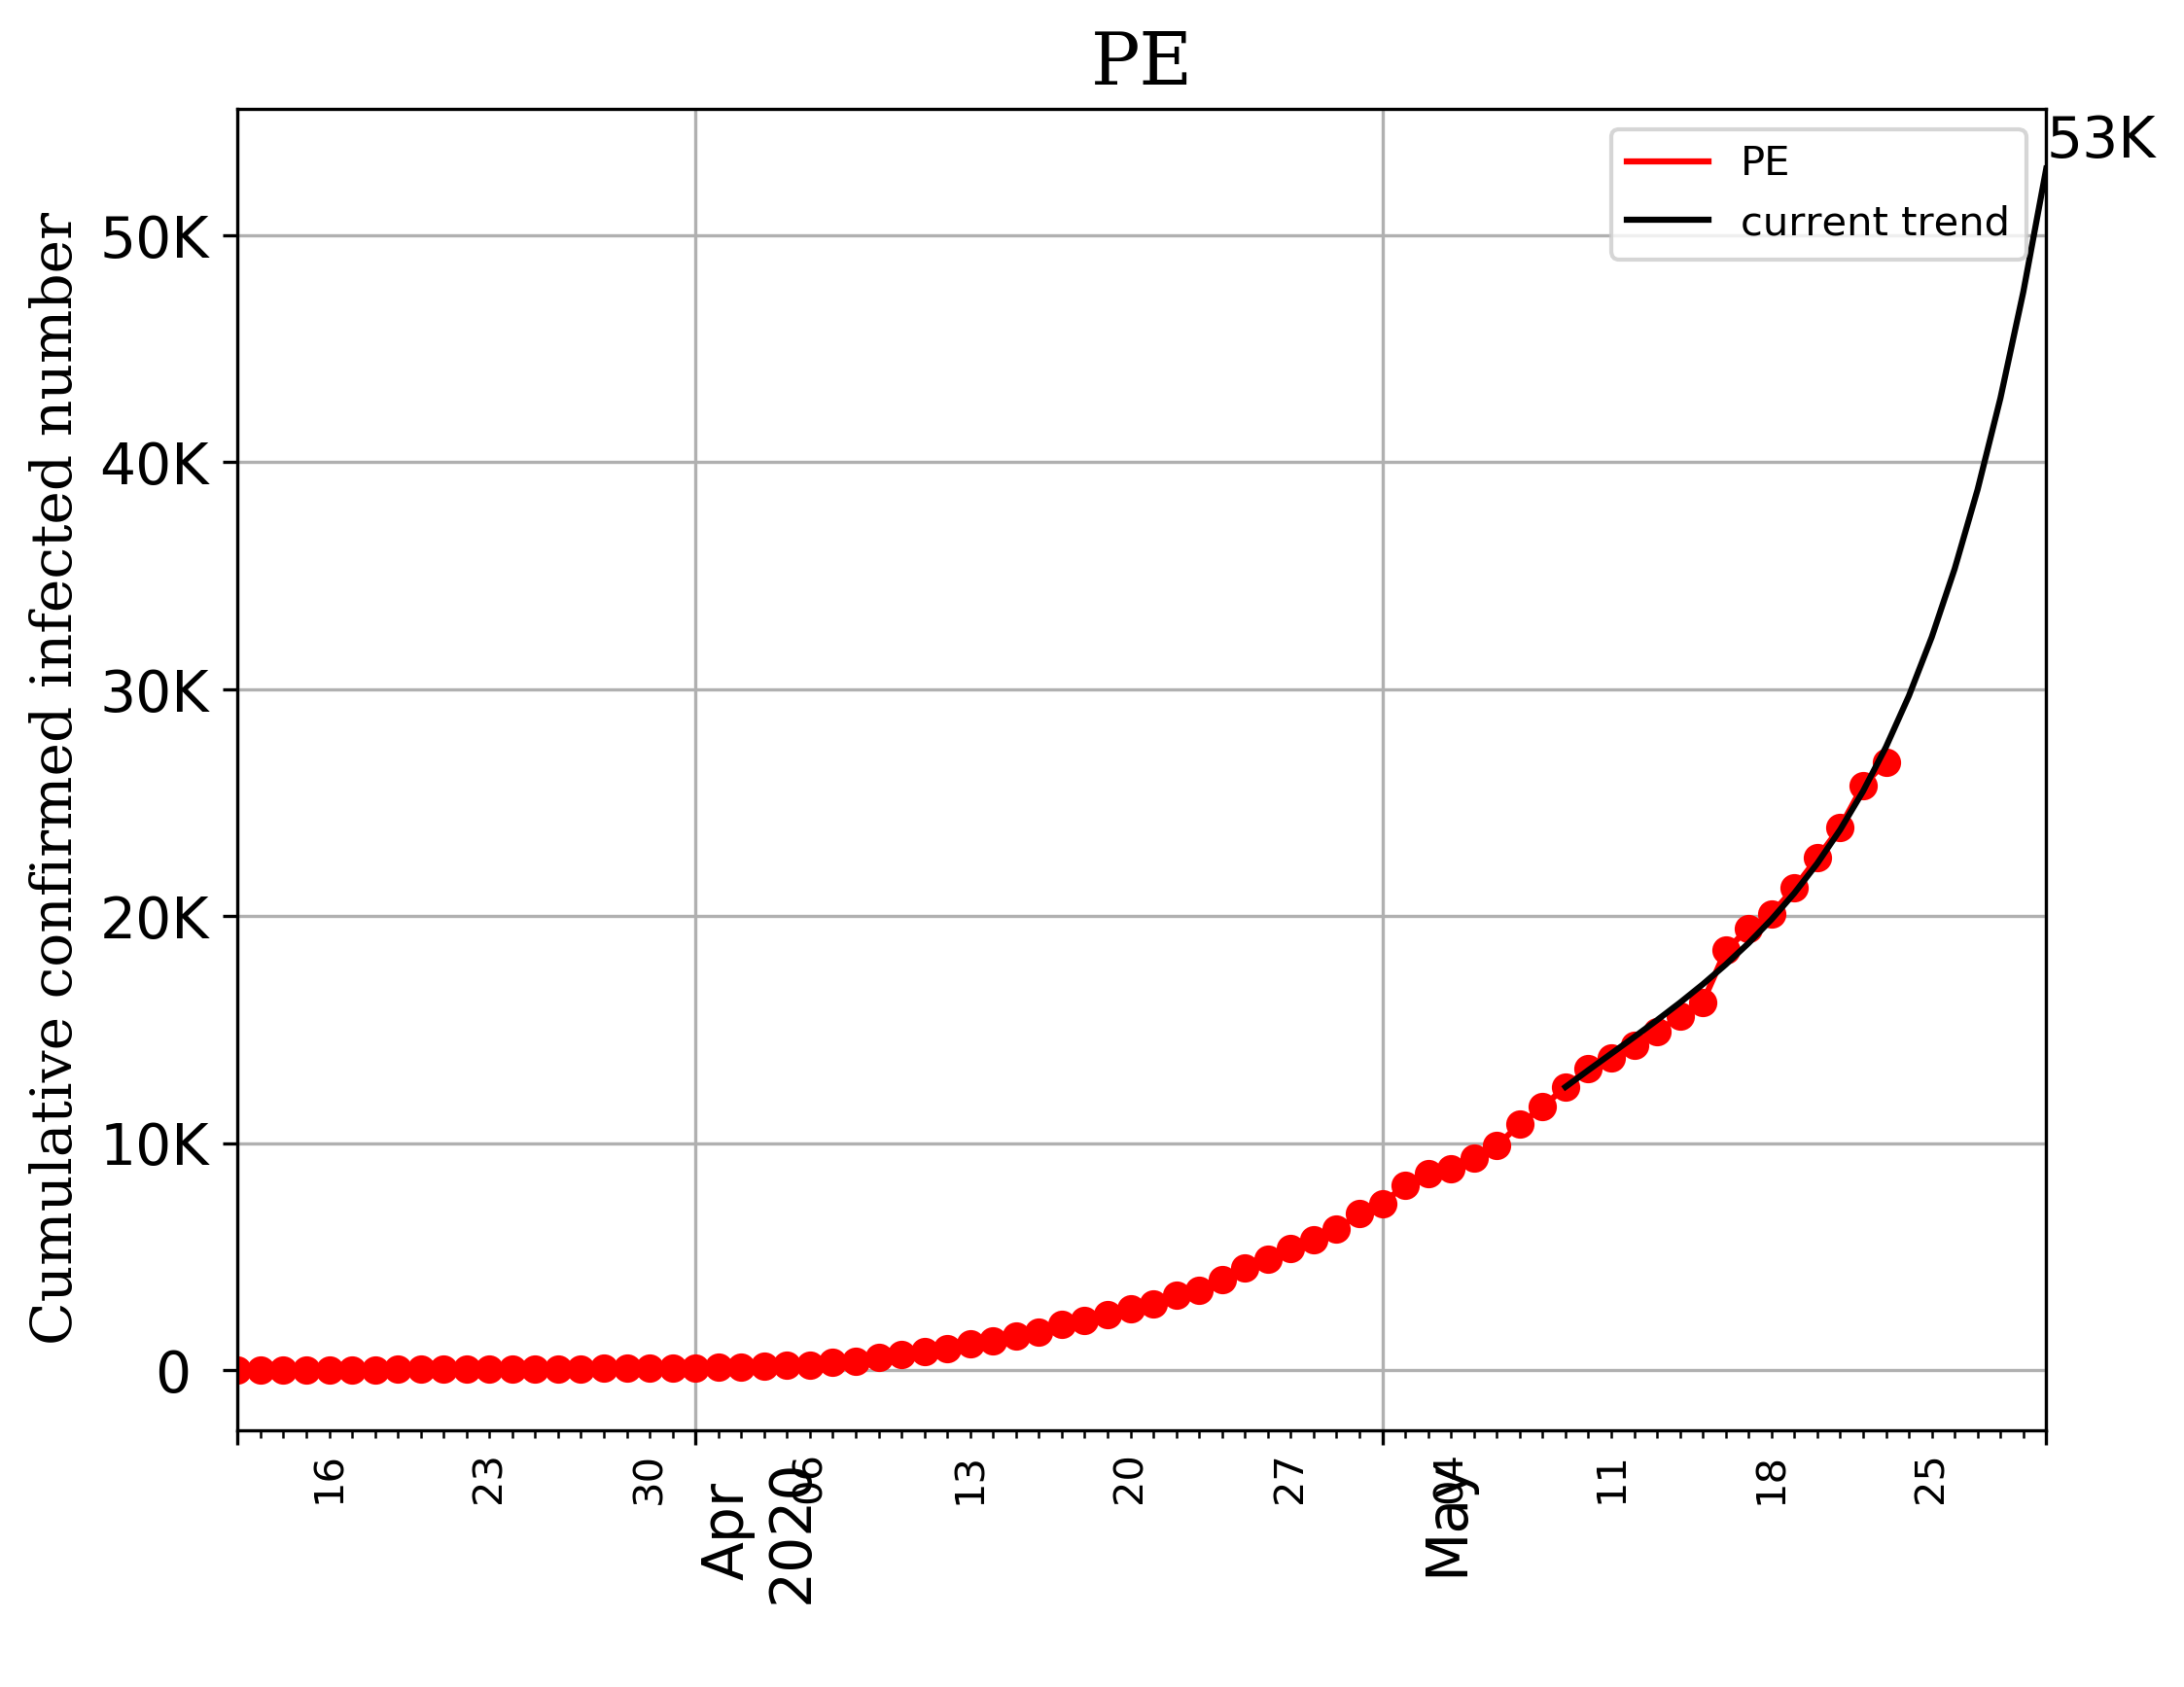 PE
53K
PE
current trend
Cumulative confirmed infected number
50K
40K
30K
20K
10K
0
16
23
30
06
13
20
27
04
11
18
25
Apr
2020
May